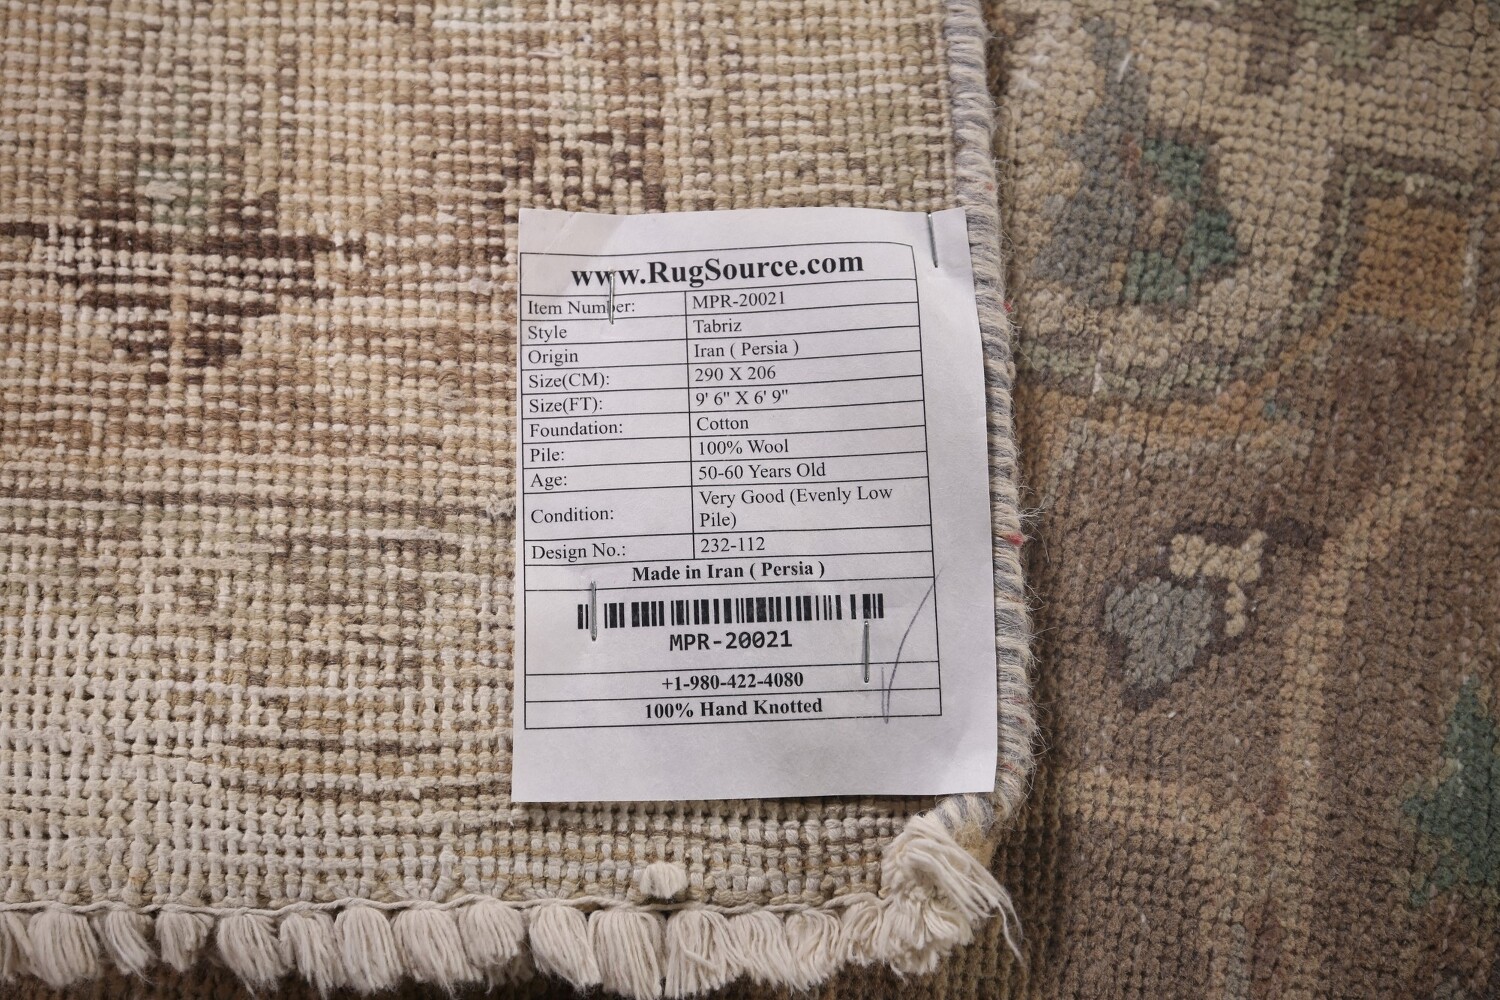 www.RugSource.com
Item Number: MPR-20021
Style Tabriz
Origin Iran ( Persia )
Size(CM): 290 X 206
Size(FT): 9' 6" X 6' 9"
Foundation: Cotton
Pile: 100% Wool
Age: 50-60 Years Old
Condition: Very Good (Evenly Low
Pile)
Design No.: 232-112
Made in Iran ( Persia )
MPR-20021
+1-980-422-4080
100% Hand Knotted